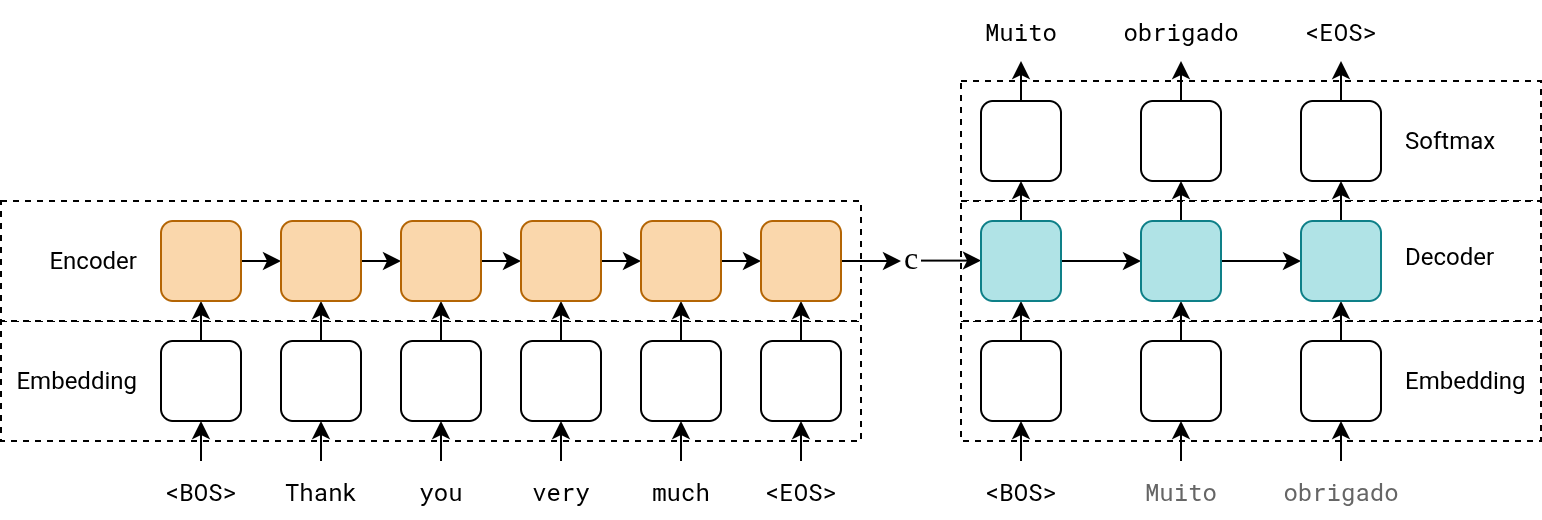 Muito obrigado <EOS>
Softmax
Encoder
c
Decoder
Embedding
Embedding
<BOS> Thank you very much <EOS>
<BOS> Muito obrigado